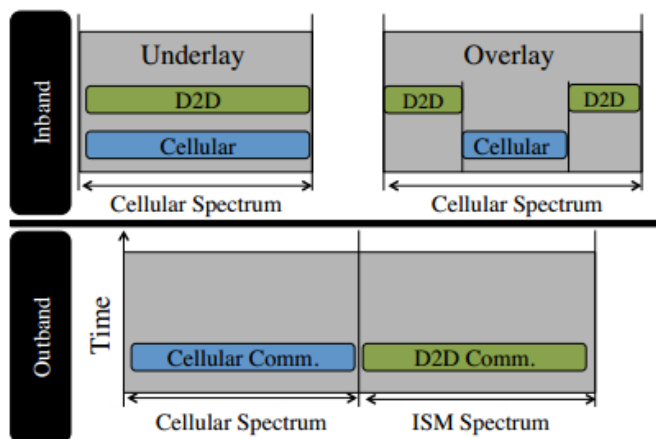 Inband
Underlay
D2D
Cellular
Cellular Spectrum
Overlay
D2D
D2D
Cellular
Cellular Spectrum
Outband
Time
Cellular Comm.
D2D Comm.
Cellular Spectrum
ISM Spectrum